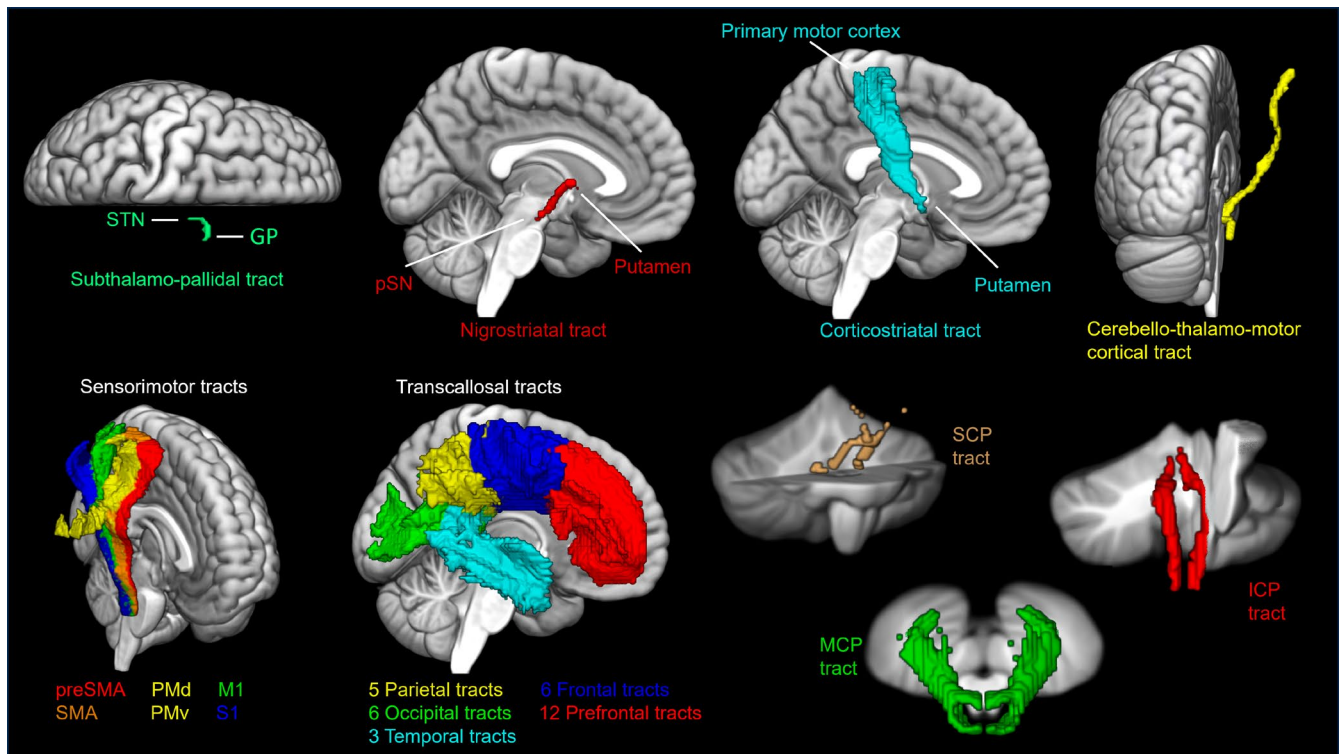 Primary motor cortex
STN
GP
Subthalamo-pallidal tract
pSN
Putamen
Nigrostriatal tract
Putamen
Corticostriatal tract
Cerebello-thalamo-motor
cortical tract
Sensorimotor tracts
preSMA PMd M1
SMA PMv S1
Transcallosal tracts
5 Parietal tracts 6 Frontal tracts
6 Occipital tracts 12 Prefrontal tracts
3 Temporal tracts
SCP
tract
ICP
tract
MCP
tract